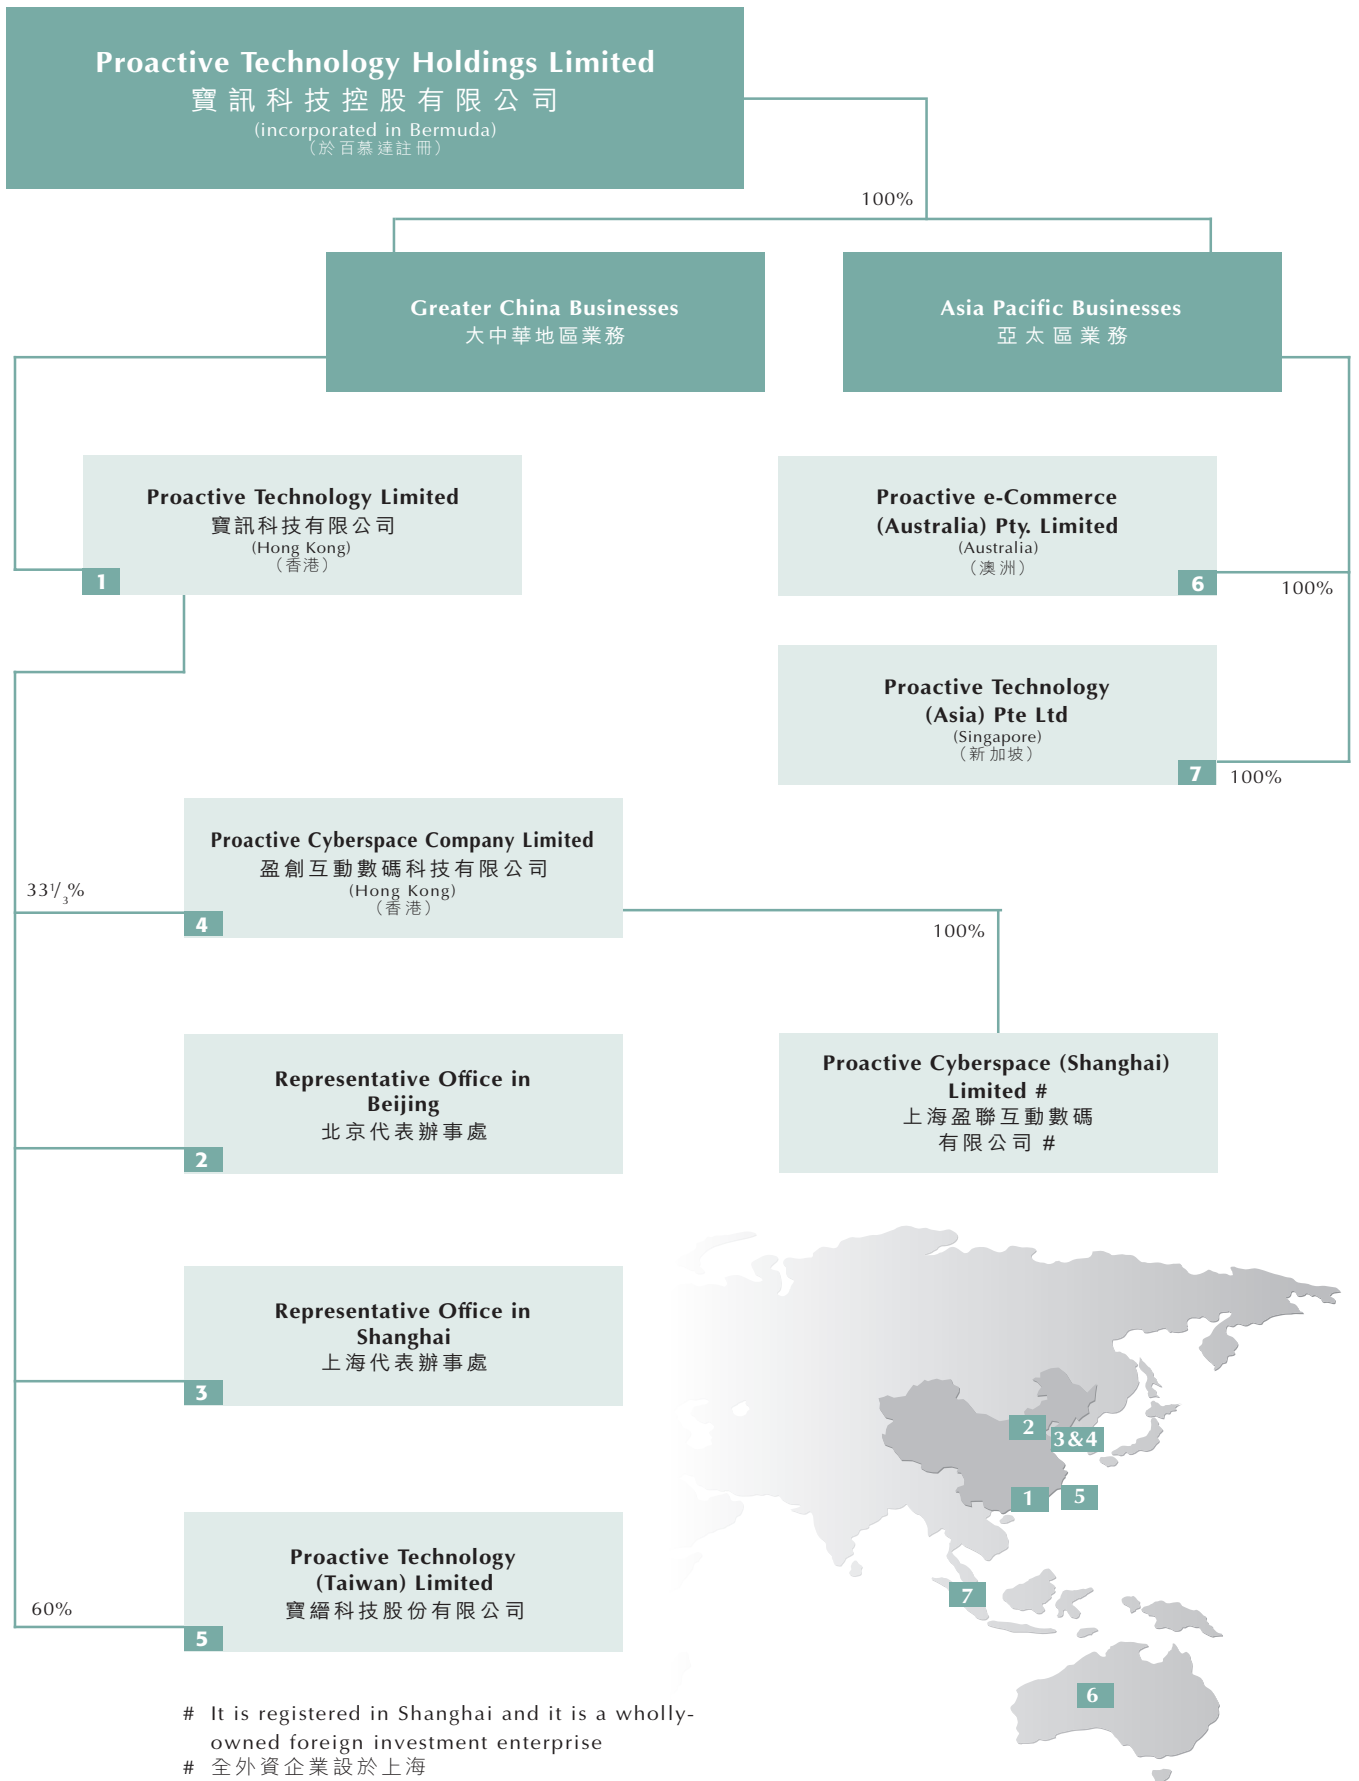 Proactive Technology Holdings Limited
寶訊科技控股有限公司
(incorporated in Bermuda)
（於百慕達註冊）
100%
Greater China Businesses
大中華地區業務
Asia Pacific Businesses
亞太區業務
Proactive Technology Limited
寶訊科技有限公司
(Hong Kong)
（香港）
1
Proactive e-Commerce
(Australia) Pty. Limited
(Australia)
（澳洲）
6
100%
Proactive Technology
(Asia) Pte Ltd
(Singapore)
（新加坡）
7
100%
Proactive Cyberspace Company Limited
盈創互動數碼科技有限公司
(Hong Kong)
（香港）
33 1/3%
4
100%
Representative Office in
Beijing
北京代表辦事處
2
Proactive Cyberspace (Shanghai)
Limited #
上海盈聯互動數碼
有限公司 #
Representative Office in
Shanghai
上海代表辦事處
3
Proactive Technology
(Taiwan) Limited
寶縉科技股份有限公司
60%
5
2
3&4
1
5
7
6
# It is registered in Shanghai and it is a wholly-
owned foreign investment enterprise
# 全外資企業設於上海